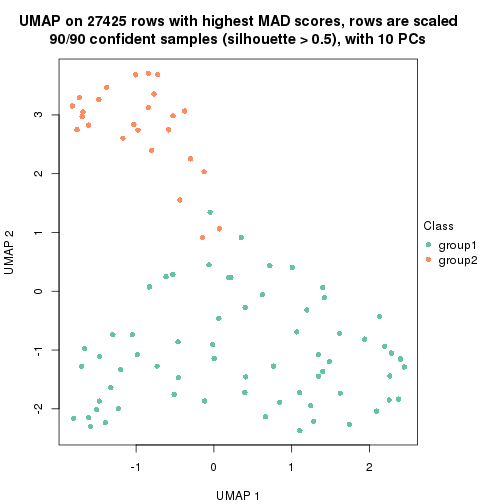 UMAP on 27425 rows with highest MAD scores, rows are scaled
90/90 confident samples (silhouette > 0.5), with 10 PCs
3
2
1
0
-1
-2
UMAP 2
-1
0
1
2
UMAP 1
Class
group1
group2